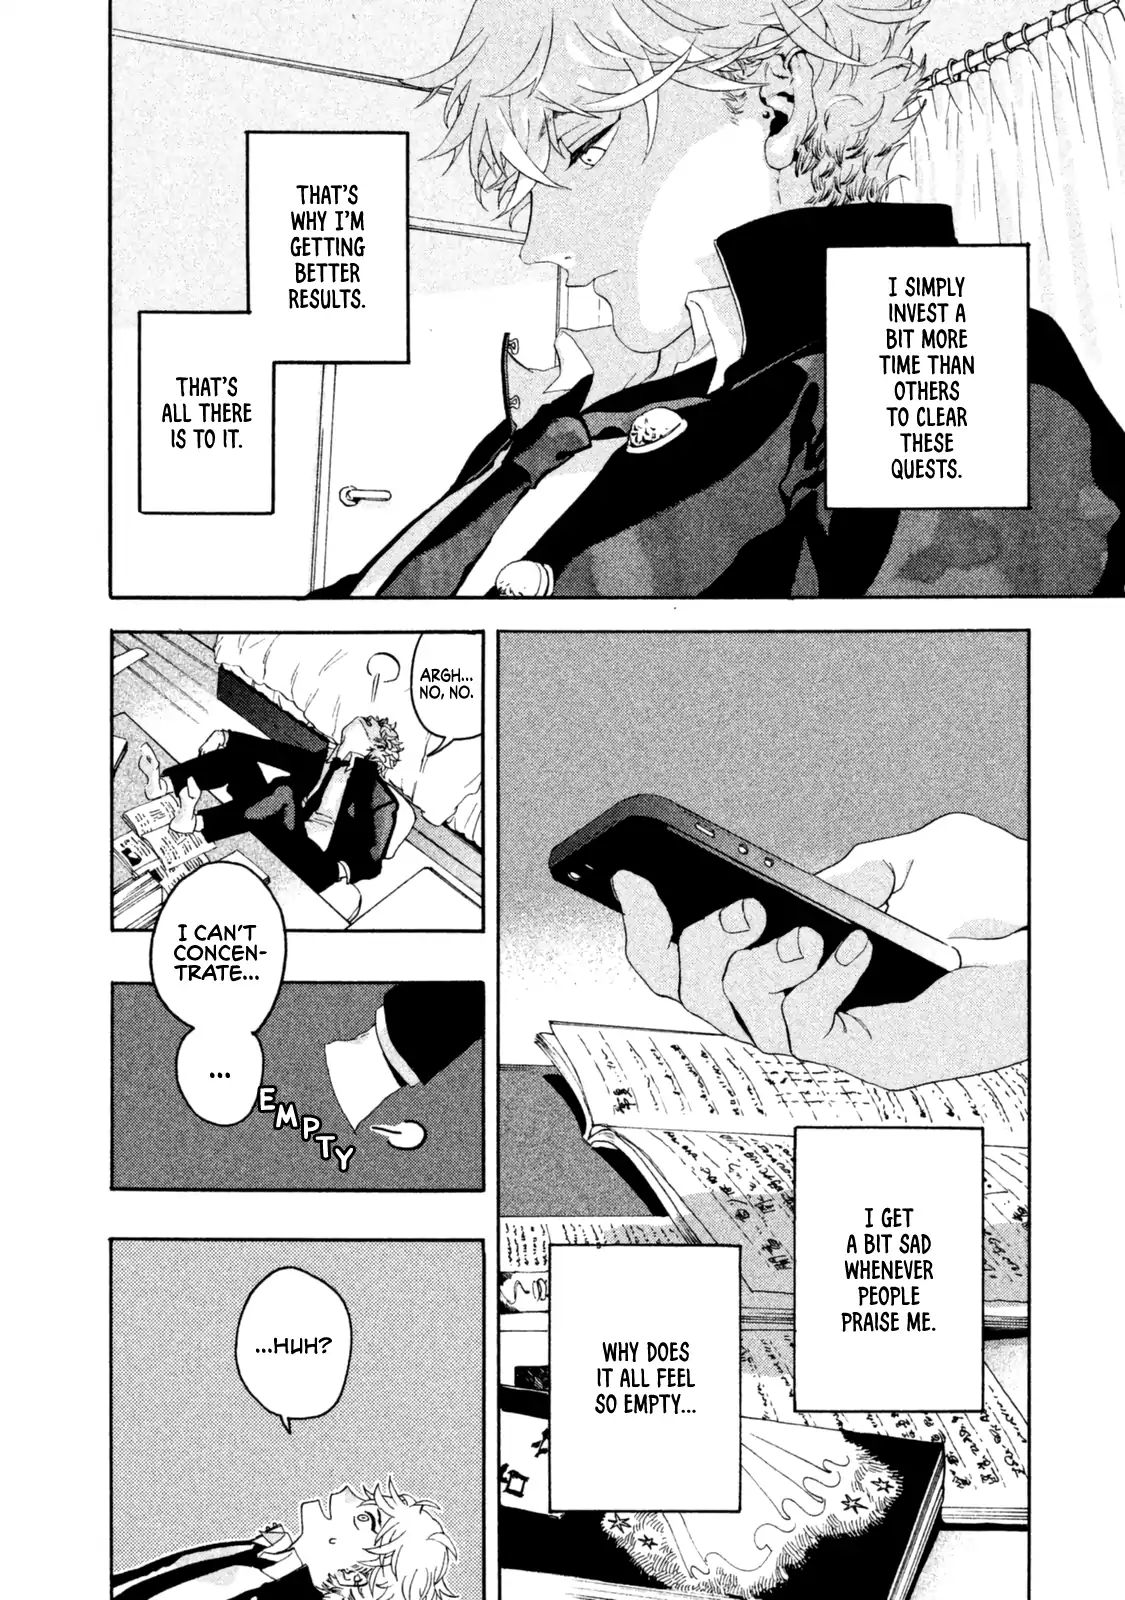 I SIMPLY
INVEST A
BIT MORE
TIME THAN
OTHERS
TO CLEAR
THESE
QUESTS.
THAT'S
WHY I'M
GETTING
BETTER
RESULTS.
THAT'S
ALL THERE
IS TO IT.
I GET
A BIT SAD
WHENEVER
PEOPLE
PRAISE ME.
WHY DOES
IT ALL FEEL
SO EMPTY...
ARGH...
NO, NO.
I CAN'T
CONCEN-
TRATE...
...
EMPTY
...HUH?